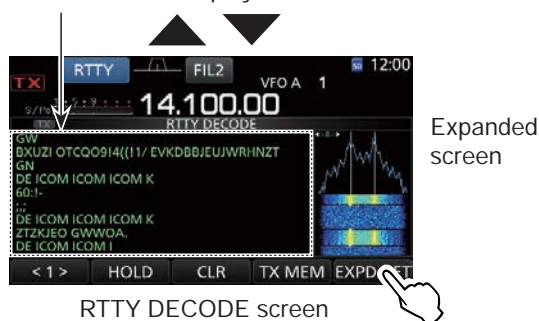 TX RTTY FIL2 VFO A 1 12:00
14.100.00
TX RTTY DECODE
GW
BXUZI OTCQO9!4((!1/ EVKDBBJEUJWRHNZT
GN
DE ICOM ICOM ICOM K
60:!-
;;
DE ICOM ICOM ICOM K
ZTZKJEO GWWOA.
DE ICOM ICOM I
Expanded
screen
< 1 > HOLD CLR TX MEM EXPD
RTTY DECODE screen